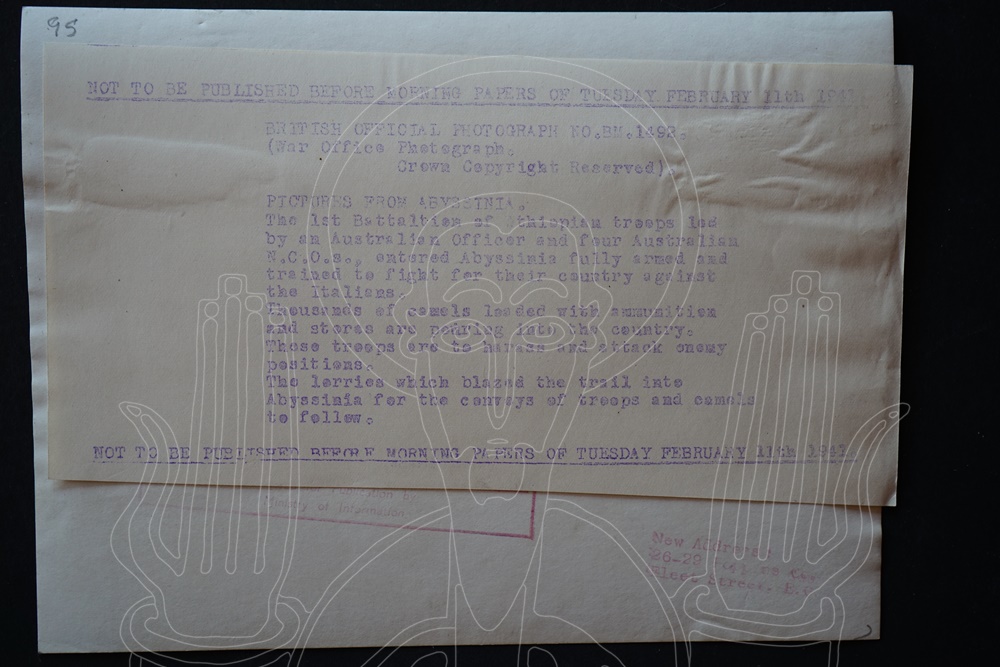 95
NOT TO BE PUBLISHED BEFORE MORNING PAPERS OF TUESDAY FEBRUARY 11th 1941
BRITISH OFFICIAL PHOTOGRAPH NO.BM.1492.
(War Office Photograph.
Crown Copyright Reserved)
PICTURES FROM ABYSSINIA.
The 1st Battaltion of Ethiopian troops led
by an Australian Officer and four Australian
N.C.O.s., entered Abyssinia fully armed and
trained to fight for their country against
the Italians.
Thousands of camels loaded with ammunition
and stores are pouring into the country.
These troops are to harass and attack enemy
positions.
The lorries which blazed the trail into
Abyssinia for the convoys of troops and camels
to follow.
NOT TO BE PUBLISHED BEFORE MORNING PAPERS OF TUESDAY FEBRUARY 11th 1941
of Information
New Address:
26-29
Fleet Street. E.C.